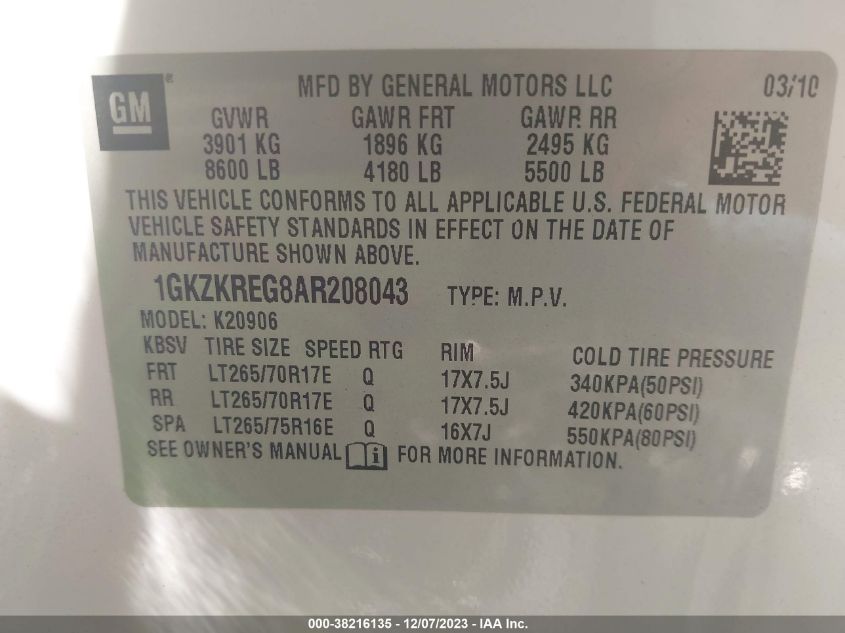 GM ® MFD BY GENERAL MOTORS LLC 03/10
GVWR GAWR FRT GAWR RR
3901 KG 1896 KG 2495 KG
8600 LB 4180 LB 5500 LB
THIS VEHICLE CONFORMS TO ALL APPLICABLE U.S. FEDERAL MOTOR
VEHICLE SAFETY STANDARDS IN EFFECT ON THE DATE OF
MANUFACTURE SHOWN ABOVE.
1GKZKREG8AR208043 TYPE: M.P.V.
MODEL: K20906
KBSV TIRE SIZE SPEED RTG RIM COLD TIRE PRESSURE
FRT LT265/70R17E Q 17X7.5J 340KPA(50PSI)
RR LT265/70R17E Q 17X7.5J 420KPA(60PSI)
SPA LT265/75R16E Q 16X7J 550KPA(80PSI)
SEE OWNER'S MANUAL i FOR MORE INFORMATION.
000-38216135 - 12/07/2023 - IAA Inc.